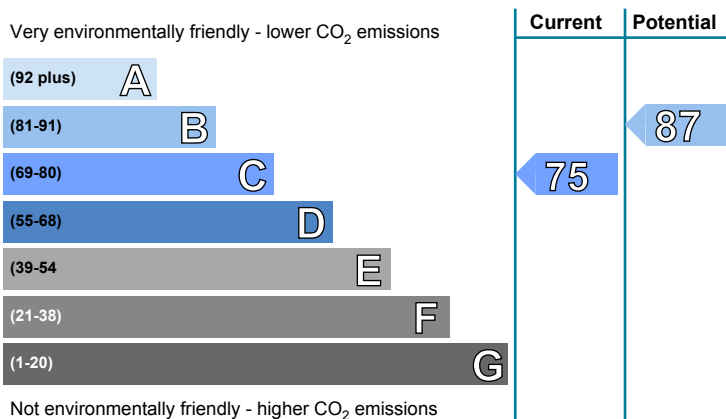 Current Potential
Very environmentally friendly - lower CO2 emissions
(92 plus) A
(81-91) B 87
(69-80) C 75
(55-68) D
(39-54 E
(21-38) F
(1-20) G
Not environmentally friendly - higher CO2 emissions